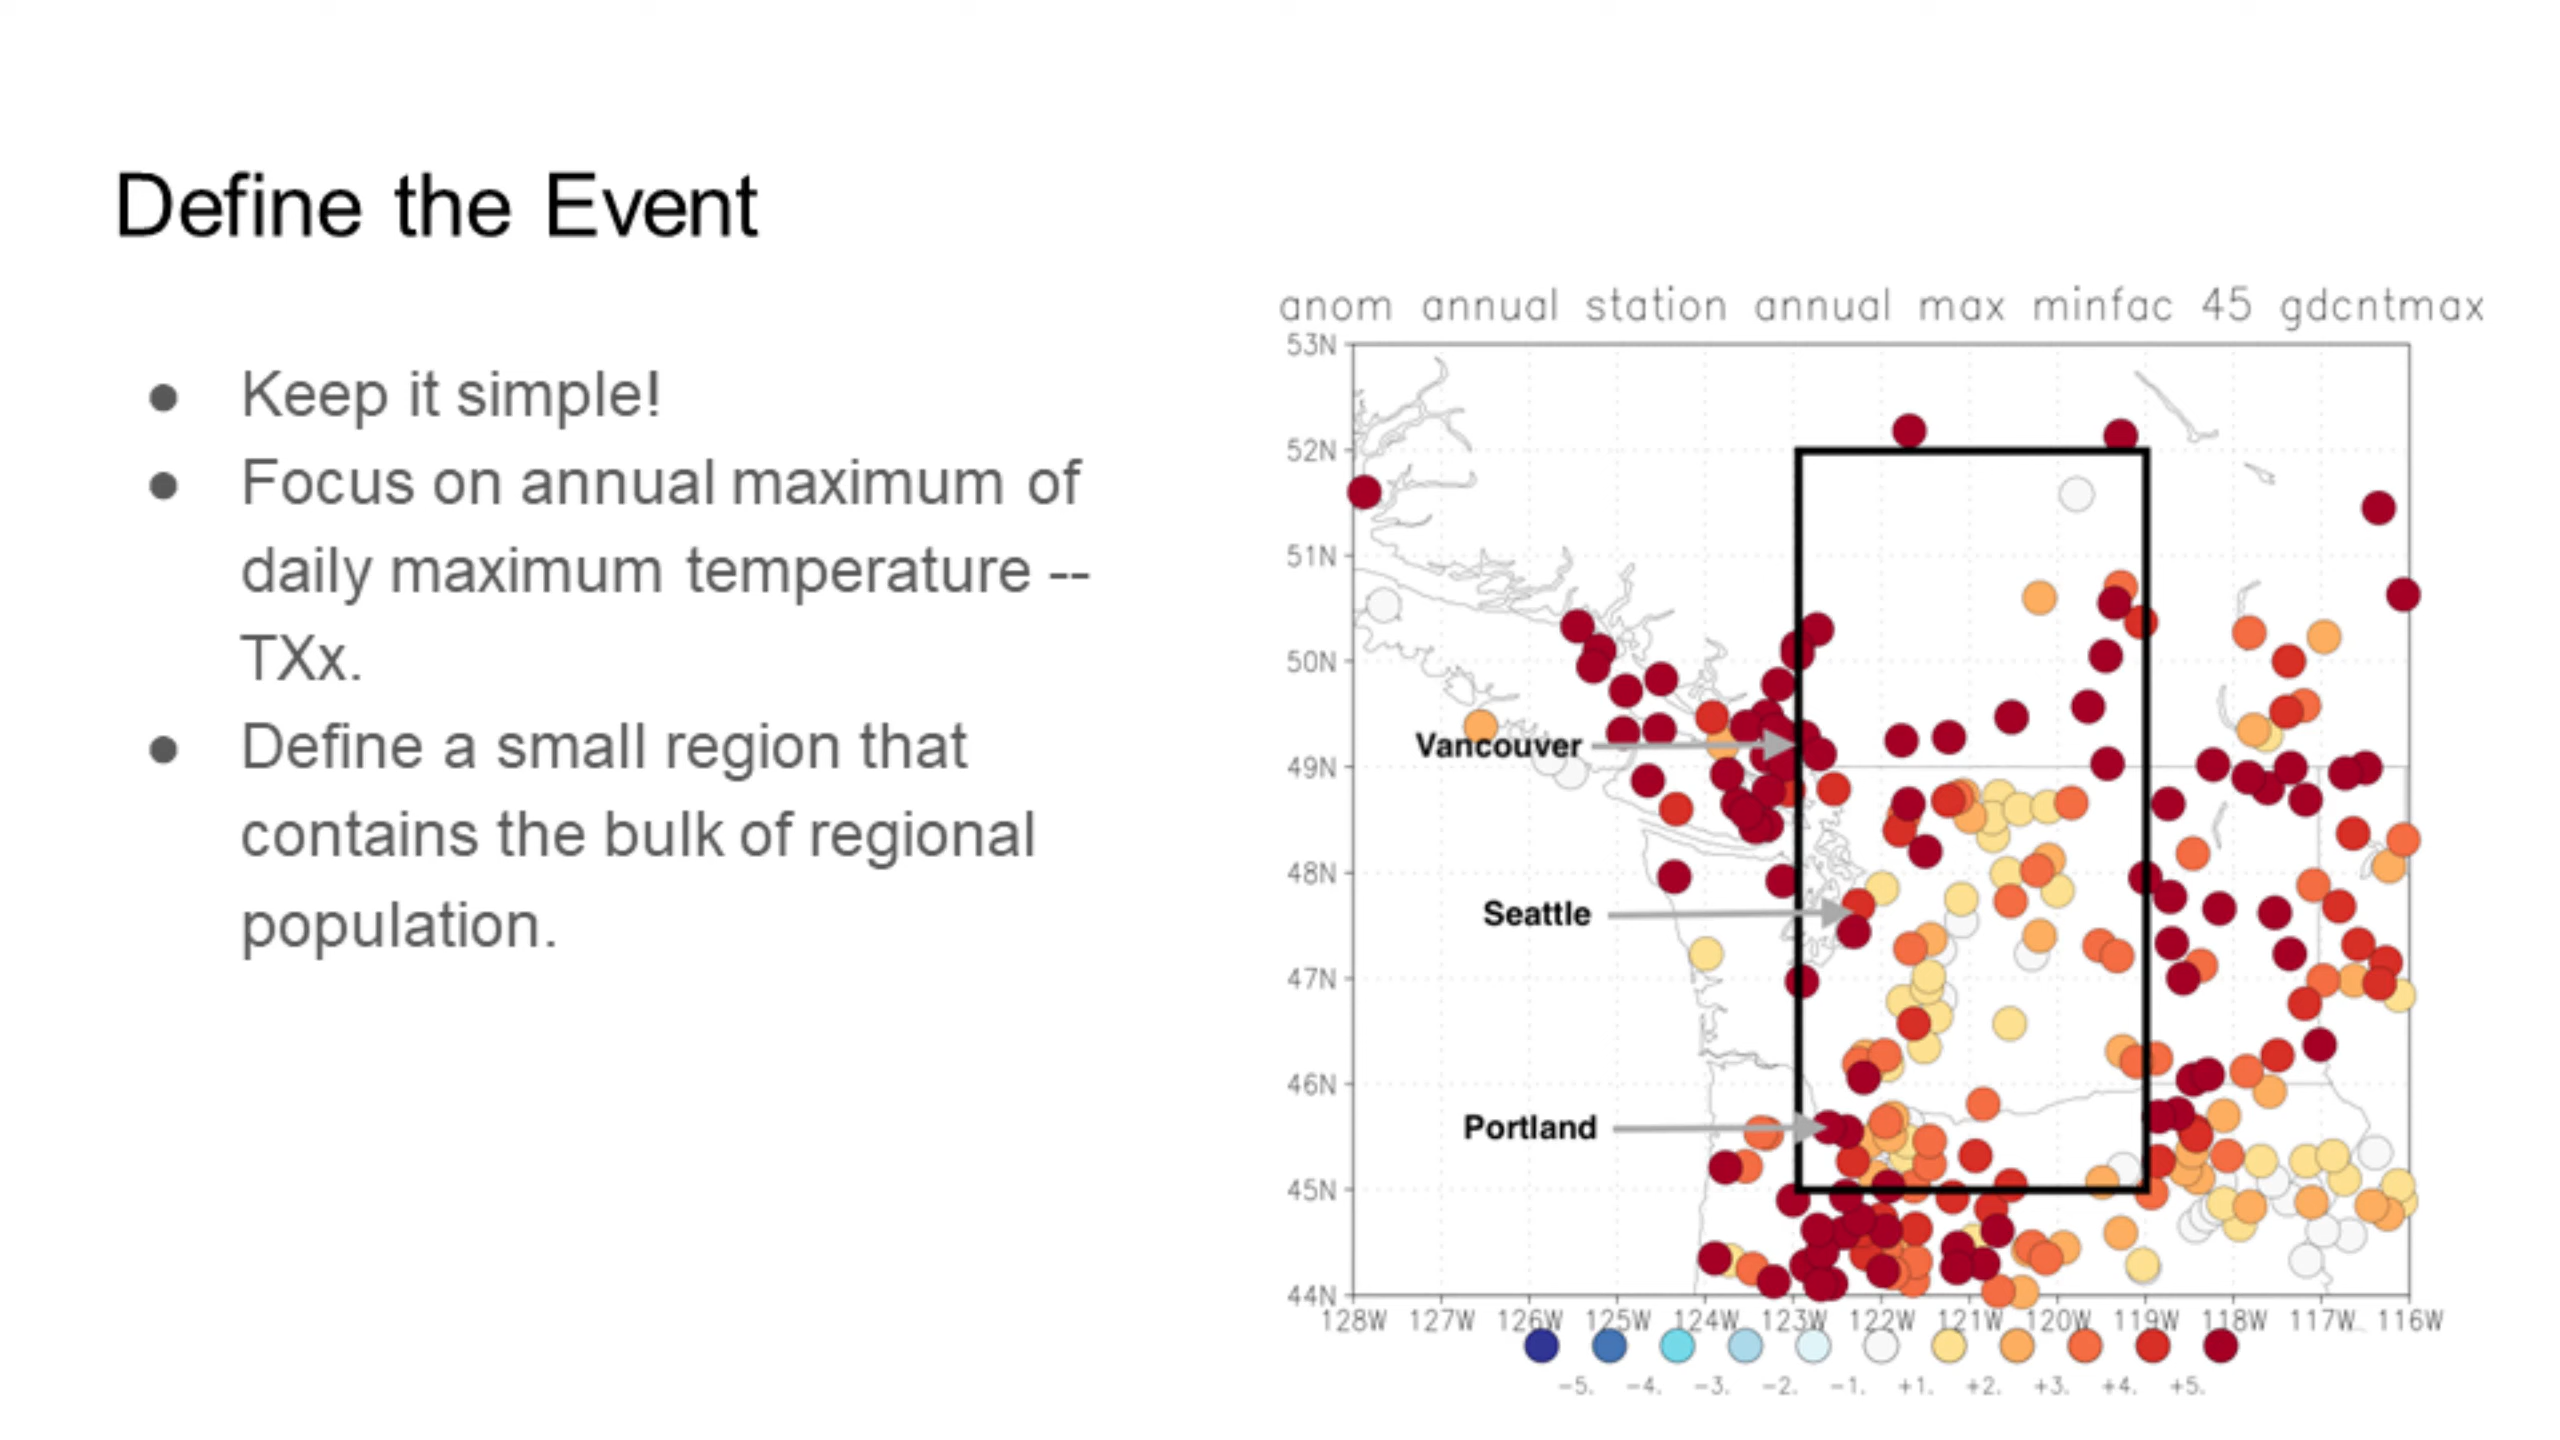 Define the Event
● Keep it simple!
● Focus on annual maximum of
daily maximum temperature --
TXx.
● Define a small region that
contains the bulk of regional
population.
anom annual station annual max minfac 45 gdcntmax
53N
52N
51N
50N
49N
48N
47N
46N
45N
44N
Vancouver
Seattle
Portland
128W 127W 126W 125W 124W 123W 122W 121W 120W 119W 118W 117W 116W
-5. -4. -3. -2. -1. +1. +2. +3. +4. +5.